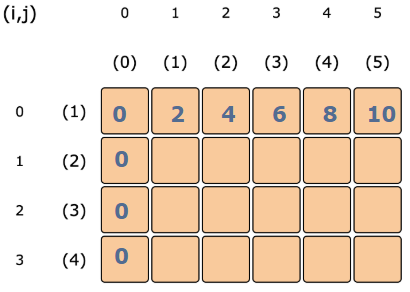 (i,j) 0 1 2 3 4 5
(0) (1) (2) (3) (4) (5)
0 (1) 0 2 4 6 8 10
1 (2) 0
2 (3) 0
3 (4) 0